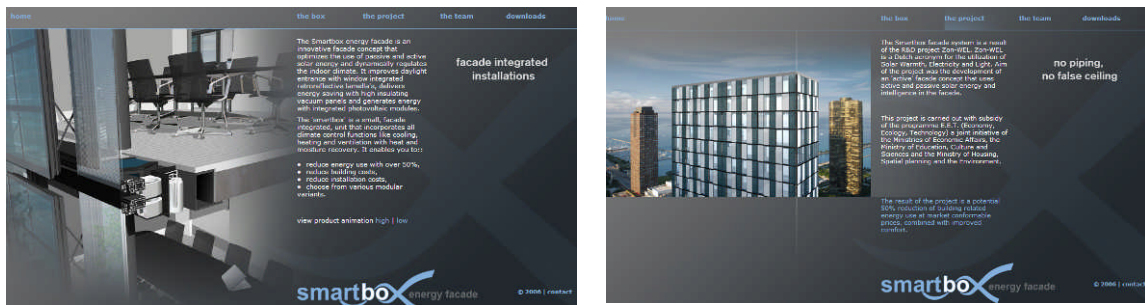 home the box the project the team downloads
The Smartbox energy facade is an
innovative facade concept that
optimizes the use of passive and active
solar energy and dynamically regulates
the indoor climate. It improves daylight
entrance with window integrated
retroreflective lamella's, delivers
energy saving with high insulating
vacuum panels and generates energy
with integrated photovoltaic modules.
The 'smartbox' is a small, facade
integrated, unit that incorporates all
climate control functions like cooling,
heating and ventilation with heat and
moisture recovery. It enables you to::
• reduce energy use with over 50%,
• reduce building costs,
• reduce installation costs,
• choose from various modular
variants.
view product animation high | low
facade integrated
installations
smartbox energy facade
© 2006 | contact
home the box the project the team downloads
The Smartbox facade system is a result
of the R&D project Zon-WEL. Zon-WEL
is a Dutch acronym for the utilization of
Solar Warmth, Electricity and Light. Aim
of the project was the development of
an 'active' facade concept that uses
active and passive solar energy and
intelligence in the facade.
This project is carried out with subsidy
of the programme E.E.T. (Economy,
Ecology, Technology) a joint initiative of
the Ministries of Economic Affairs, the
Ministry of Education, Culture and
Sciences and the Ministry of Housing,
Spatial planning and the Environment.
The result of the project is a potential
50% reduction of building related
energy use at market conformable
prices, combined with improved
comfort.
no piping,
no false ceiling
smartbox energy facade
© 2006 | contact